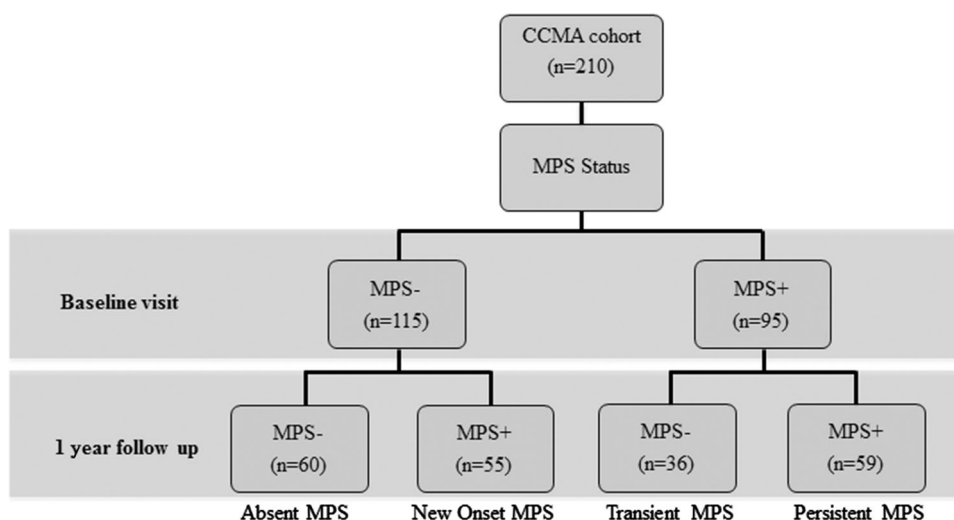 CCMA cohort
(n=210)
MPS Status
Baseline visit
MPS-
(n=115)
MPS+
(n=95)
1 year follow up
MPS-
(n=60)
MPS+
(n=55)
MPS-
(n=36)
MPS+
(n=59)
Absent MPS
New Onset MPS
Transient MPS
Persistent MPS